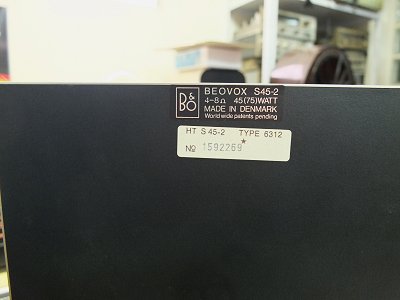 B&O
BEOVOX S45-2
4-8Ω 45(75)WATT
MADE IN DENMARK
World wide patents pending
HT S45-2 TYPE 6312
★
№ 1592269